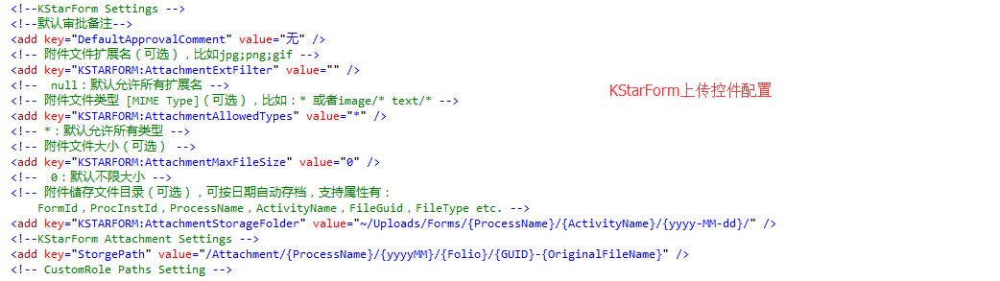 <!--KStarForm Settings -->
<!--默认审批备注-->
<add key="DefaultApprovalComment" value="无" />
<!-- 附件文件扩展名（可选），比如jpg;png;gif -->
<add key="KSTARFORM:AttachmentExtFilter" value="" />
<!--  null：默认允许所有扩展名 -->
KStarForm上传控件配置
<!-- 附件文件类型 [MIME Type]（可选），比如：* 或者image/* text/* -->
<add key="KSTARFORM:AttachmentAllowedTypes" value="*" />
<!-- *：默认允许所有类型 -->
<!-- 附件文件大小（可选） -->
<add key="KSTARFORM:AttachmentMaxFileSize" value="0" />
<!--  0：默认不限大小 -->
<!-- 附件储存文件目录（可选），可按日期自动存档，支持属性有：
FormId，ProcInstId，ProcessName，ActivityName，FileGuid，FileType etc. -->
<add key="KSTARFORM:AttachmentStorageFolder" value="~/Uploads/Forms/{ProcessName}/{ActivityName}/{yyyy-MM-dd}/" />
<!--KStarForm Attachment Settings -->
<add key="StorgePath" value="/Attachment/{ProcessName}/{yyyyMM}/{Folio}/{GUID}-{OriginalFileName}" />
<!-- CustomRole Paths Setting -->